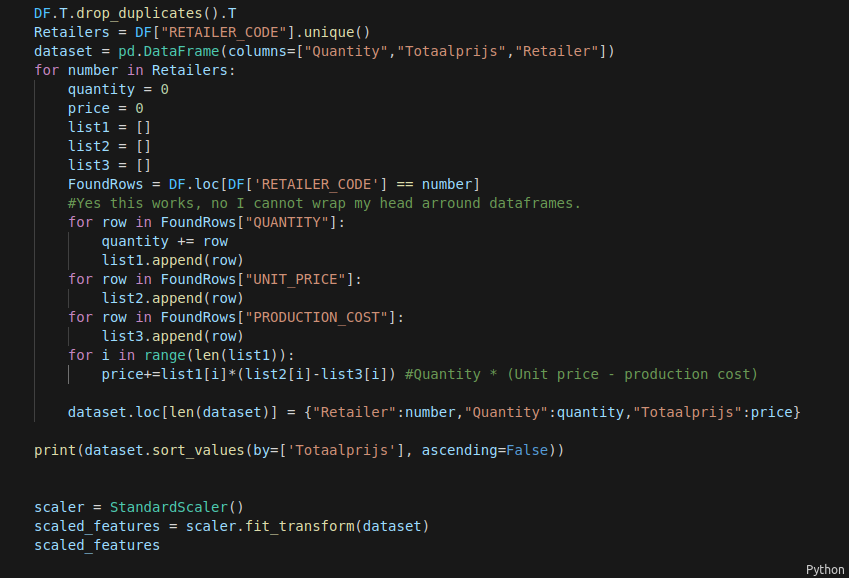 DF.T.drop_duplicates().T
Retailers = DF["RETAILER_CODE"].unique()
dataset = pd.DataFrame(columns=["Quantity","Totaalprijs","Retailer"])
for number in Retailers:
    quantity = 0
    price = 0
    list1 = []
    list2 = []
    list3 = []
    FoundRows = DF.loc[DF['RETAILER_CODE'] == number]
    #Yes this works, no I cannot wrap my head arround dataframes.
    for row in FoundRows["QUANTITY"]:
        quantity += row
        list1.append(row)
    for row in FoundRows["UNIT_PRICE"]:
        list2.append(row)
    for row in FoundRows["PRODUCTION_COST"]:
        list3.append(row)
    for i in range(len(list1)):
        price+=list1[i]*(list2[i]-list3[i]) #Quantity * (Unit price - production cost)
    dataset.loc[len(dataset)] = {"Retailer":number,"Quantity":quantity,"Totaalprijs":price}
print(dataset.sort_values(by=['Totaalprijs'], ascending=False))
scaler = StandardScaler()
scaled_features = scaler.fit_transform(dataset)
scaled_features
Python